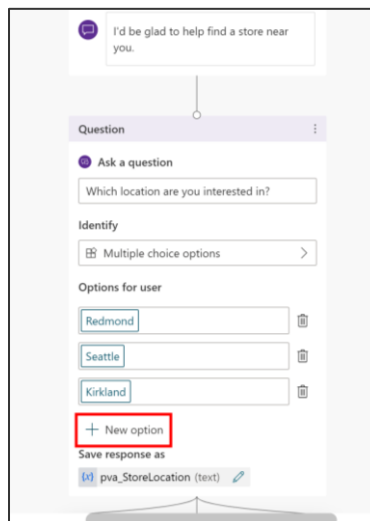 I'd be glad to help find a store near
you.
Question
Ask a question
Which location are you interested in?
Identify
Multiple choice options
Options for user
Redmond
Seattle
Kirkland
+ New option
Save response as
{x} pva_StoreLocation (text)